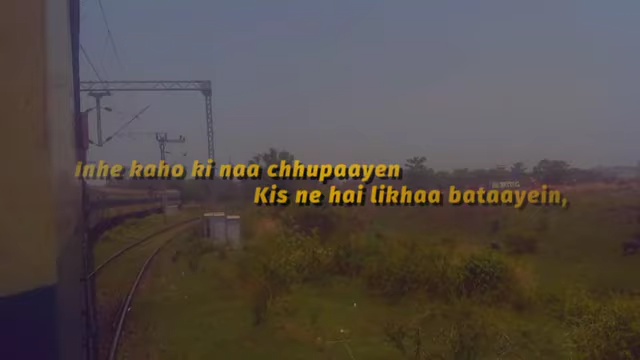 Inhe kaho ki naa chhupaayen
Kis ne hai likhaa bataayein,